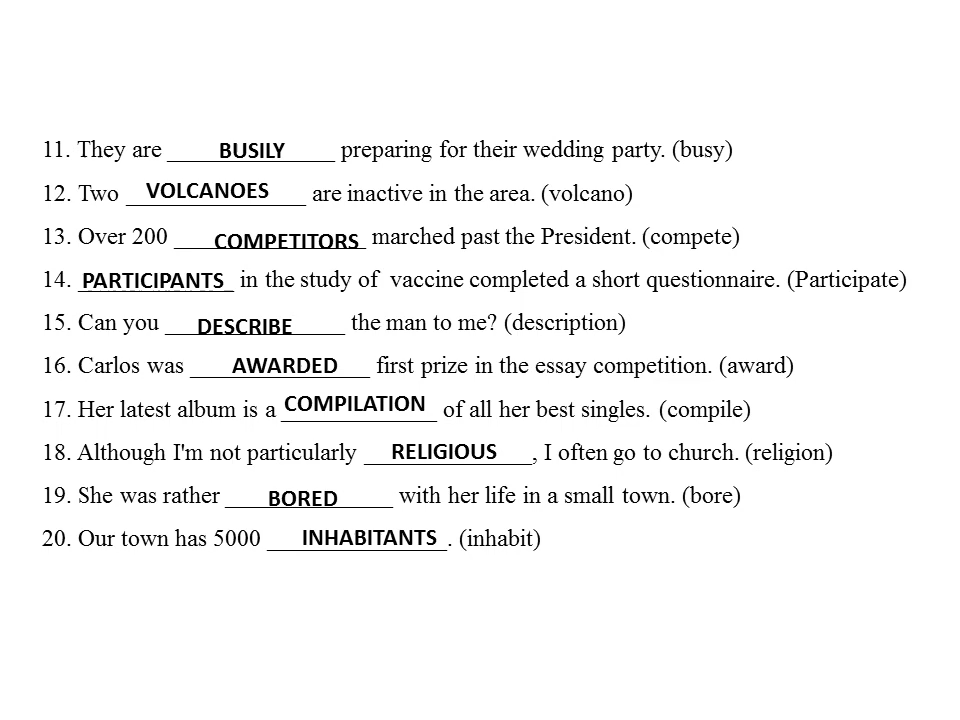 11. They are BUSILY preparing for their wedding party. (busy)
12. Two VOLCANOES are inactive in the area. (volcano)
13. Over 200 COMPETITORS marched past the President. (compete)
14. PARTICIPANTS in the study of vaccine completed a short questionnaire. (Participate)
15. Can you DESCRIBE the man to me? (description)
16. Carlos was AWARDED first prize in the essay competition. (award)
17. Her latest album is a COMPILATION of all her best singles. (compile)
18. Although I'm not particularly RELIGIOUS, I often go to church. (religion)
19. She was rather BORED with her life in a small town. (bore)
20. Our town has 5000 INHABITANTS. (inhabit)